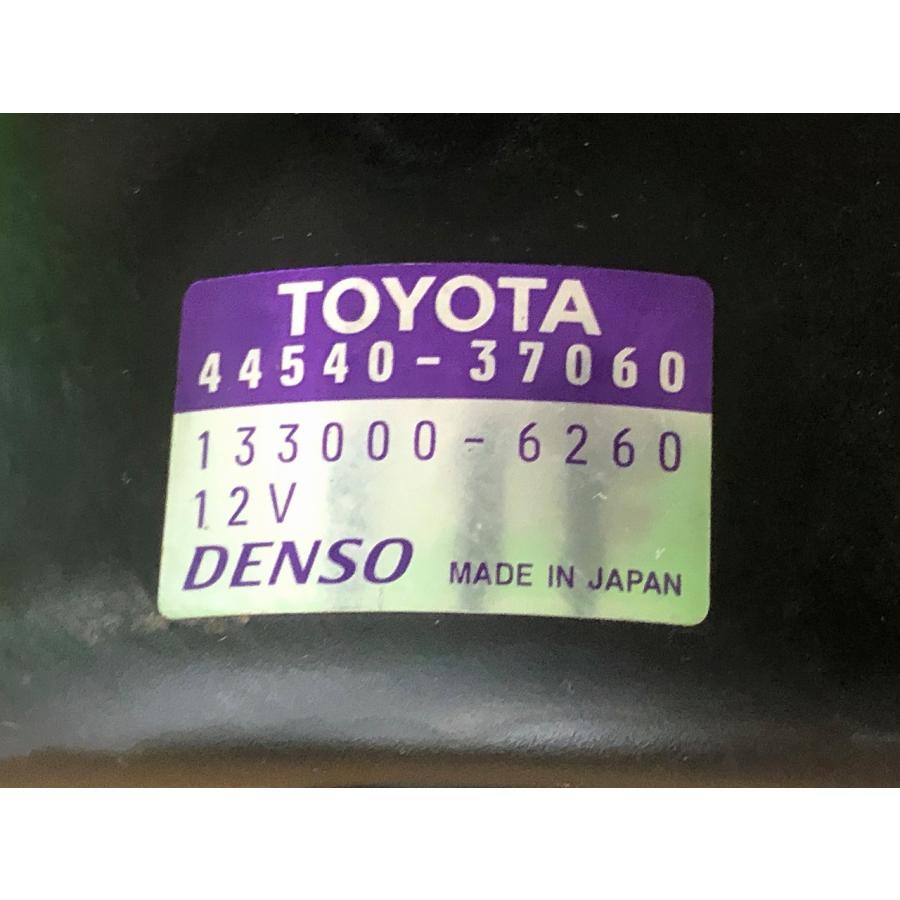 TOYOTA
44540-37060
133000-6260
12V
DENSO MADE IN JAPAN